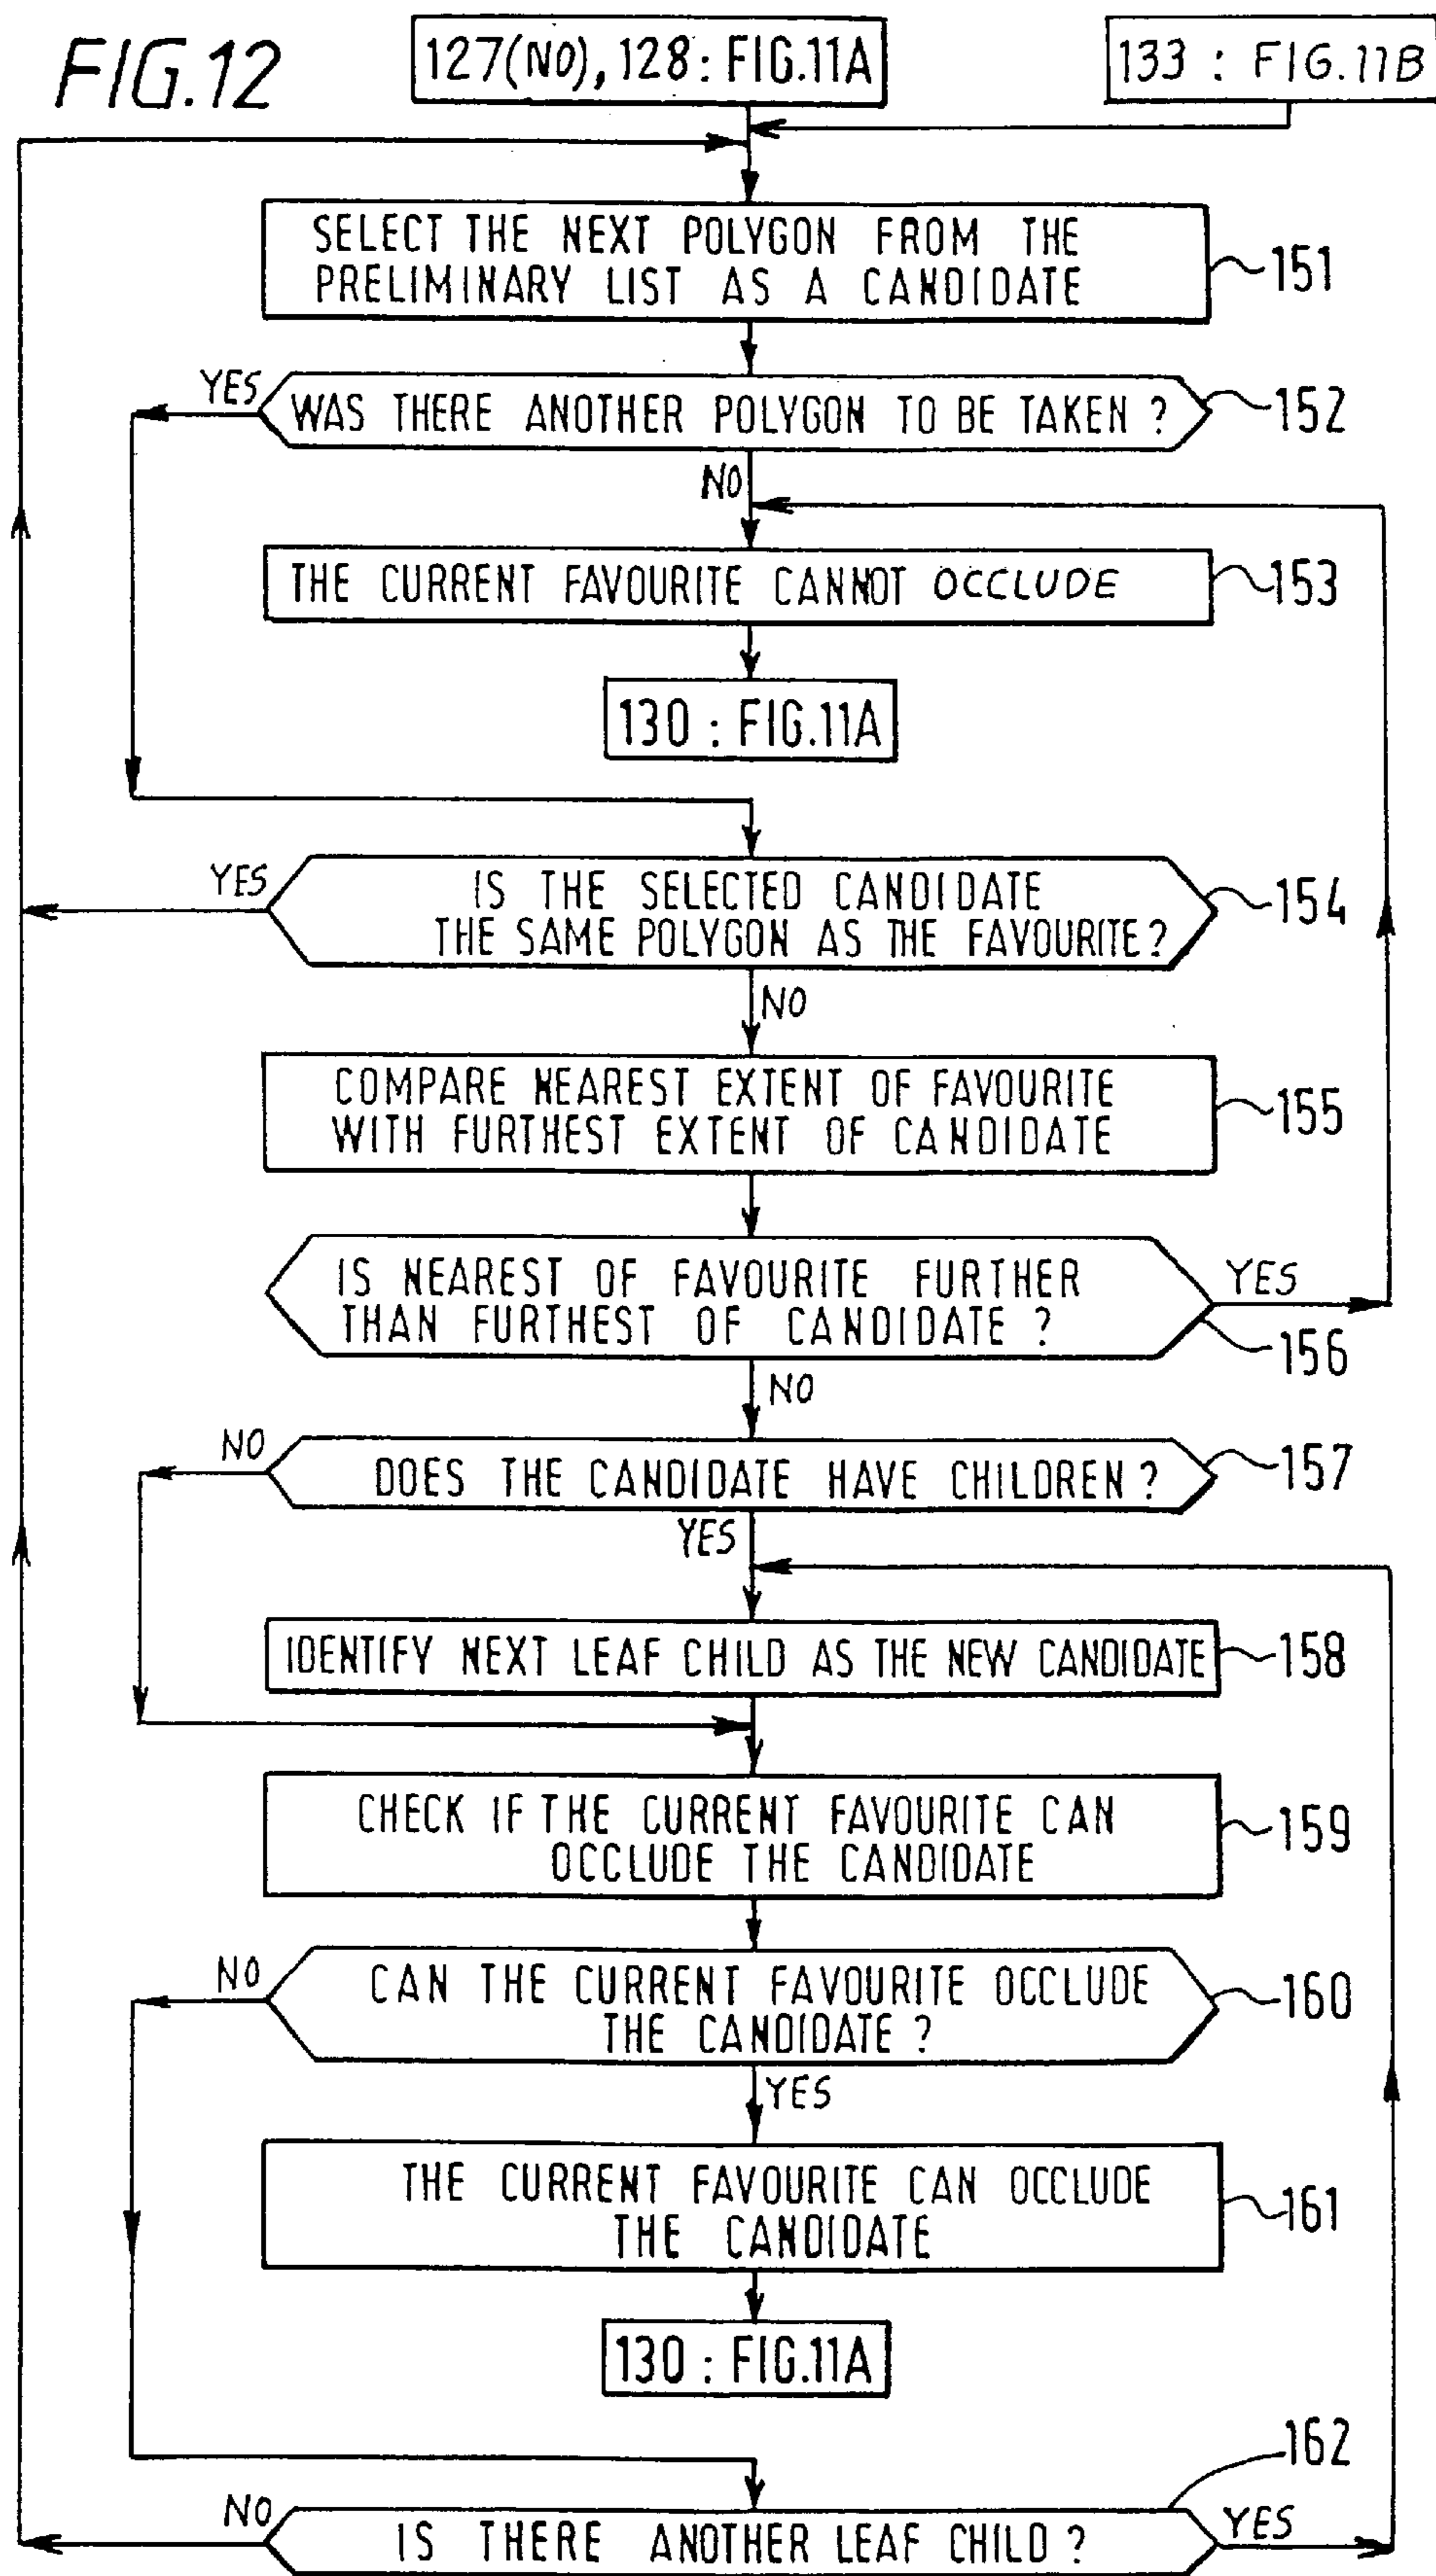 FIG.12
127(NO), 128 : FIG.11A
133 : FIG.11B
SELECT THE NEXT POLYGON FROM THE
PRELIMINARY LIST AS A CANDIDATE
151
YES
WAS THERE ANOTHER POLYGON TO BE TAKEN ?
152
NO
THE CURRENT FAVOURITE CANNOT OCCLUDE
153
130 : FIG.11A
YES
IS THE SELECTED CANDIDATE
THE SAME POLYGON AS THE FAVOURITE?
154
NO
COMPARE NEAREST EXTENT OF FAVOURITE
WITH FURTHEST EXTENT OF CANDIDATE
155
IS NEAREST OF FAVOURITE FURTHER
THAN FURTHEST OF CANDIDATE ?
YES
156
NO
NO
DOES THE CANDIDATE HAVE CHILDREN ?
157
YES
IDENTIFY NEXT LEAF CHILD AS THE NEW CANDIDATE
158
CHECK IF THE CURRENT FAVOURITE CAN
OCCLUDE THE CANDIDATE
159
NO
CAN THE CURRENT FAVOURITE OCCLUDE
THE CANDIDATE ?
160
YES
THE CURRENT FAVOURITE CAN OCCLUDE
THE CANDIDATE
161
130 : FIG.11A
162
NO
IS THERE ANOTHER LEAF CHILD ?
YES